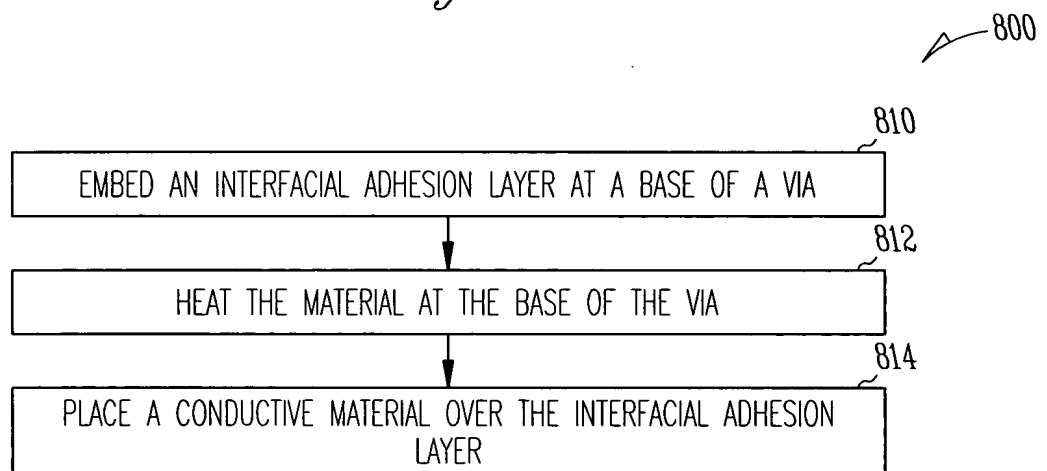 800
810
EMBED AN INTERFACIAL ADHESION LAYER AT A BASE OF A VIA
812
HEAT THE MATERIAL AT THE BASE OF THE VIA
814
PLACE A CONDUCTIVE MATERIAL OVER THE INTERFACIAL ADHESION
LAYER